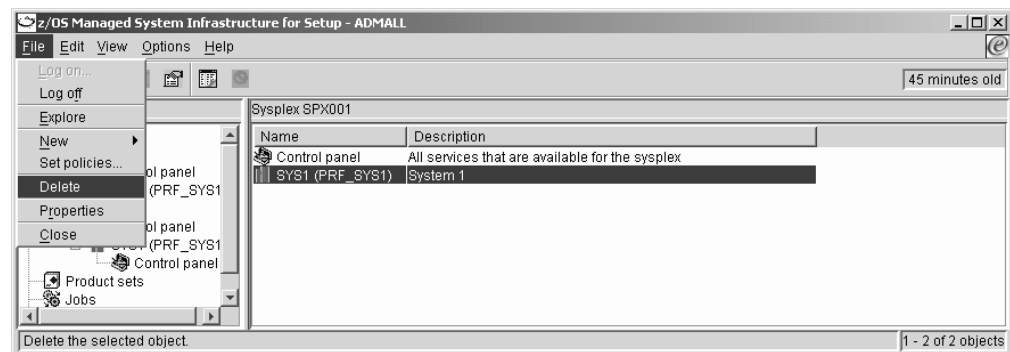 z/OS Managed System Infrastructure for Setup - ADMALL
File Edit View Options Help
Log on...
Log off
Explore
New
Set policies...
Delete
Properties
Close
45 minutes old
Sysplex SPX001
Name Description
Control panel All services that are available for the sysplex
SYS1 (PRF_SYS1) System 1
ol panel
(PRF_SYS1
ol panel
(PRF_SYS1
Control panel
Product sets
Jobs
Delete the selected object.
1 - 2 of 2 objects